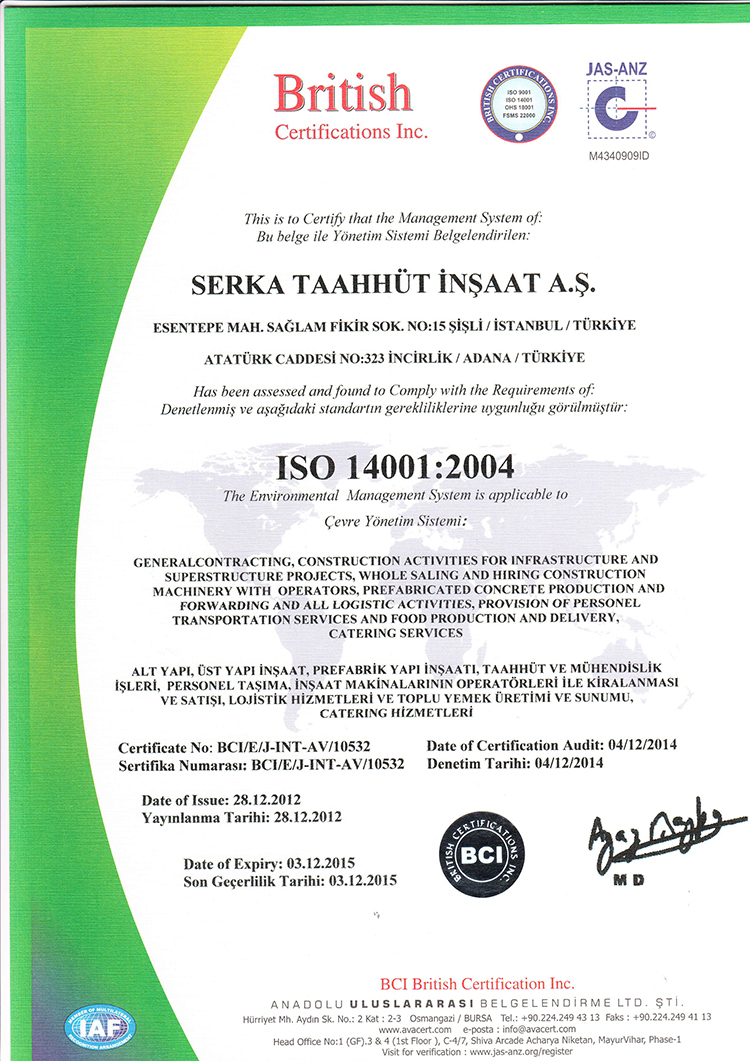 British
Certifications Inc.
BRITISH CERTIFICATIONS INC.
ISO 9001
ISO 14001
OHS 18001
FSMS 22000
JAS-ANZ
©
M4340909ID
This is to Certify that the Management System of:
Bu belge ile Yönetim Sistemi Belgelendirilen:
SERKA TAAHHÜT İNŞAAT A.Ş.
ESENTEPE MAH. SAĞLAM FİKİR SOK. NO:15 ŞİŞLİ / İSTANBUL / TÜRKİYE
ATATÜRK CADDESİ NO:323 İNCİRLİK / ADANA / TÜRKİYE
Has been assessed and found to Comply with the Requirements of:
Denetlenmiş ve aşağıdaki standartın gerekliliklerine uygunluğu görülmüştür:
ISO 14001:2004
The Environmental Management System is applicable to
Çevre Yönetim Sistemi:
GENERALCONTRACTING, CONSTRUCTION ACTIVITIES FOR INFRASTRUCTURE AND
SUPERSTRUCTURE PROJECTS, WHOLE SALING AND HIRING CONSTRUCTION
MACHINERY WITH OPERATORS, PREFABRICATED CONCRETE PRODUCTION AND
FORWARDING AND ALL LOGISTIC ACTIVITIES, PROVISION OF PERSONEL
TRANSPORTATION SERVICES AND FOOD PRODUCTION AND DELIVERY,
CATERING SERVICES
ALT YAPI, ÜST YAPI İNŞAAT, PREFABRİK YAPI İNŞAATI, TAAHHÜT VE MÜHENDİSLİK
İŞLERİ, PERSONEL TAŞIMA, İNŞAAT MAKİNALARININ OPERATÖRLERİ İLE KİRALANMASI
VE SATIŞI, LOJİSTİK HİZMETLERİ VE TOPLU YEMEK ÜRETİMİ VE SUNUMU,
CATERING HİZMETLERİ
Certificate No: BCI/E/J-INT-AV/10532 Date of Certification Audit: 04/12/2014
Sertifika Numarası: BCI/E/J-INT-AV/10532 Denetim Tarihi: 04/12/2014
Date of Issue: 28.12.2012
Yayınlanma Tarihi: 28.12.2012
Date of Expiry: 03.12.2015
Son Geçerlilik Tarihi: 03.12.2015
BRITISH CERTIFICATIONS INC.
BCI
M D
BCI British Certification Inc.
ANADOLU ULUSLARARASI BELGELENDİRME LTD. ŞTİ.
Hürriyet Mh. Aydın Sk. No.: 2 Kat : 2-3 Osmangazi / BURSA Tel.: +90.224.249 43 13 Faks : +90.224.249 41 13
www.avacert.com e-posta : info@avacert.com
Head Office No:1 (GF).3 & 4 (1st Floor ), C-4/7, Shiva Arcade Acharya Niketan, MayurVihar, Phase-1
Visit for verification : www.jas-anz.org/register
MEMBER OF MULTILATERAL
IAF
RECOGNITION ARRANGEMENT